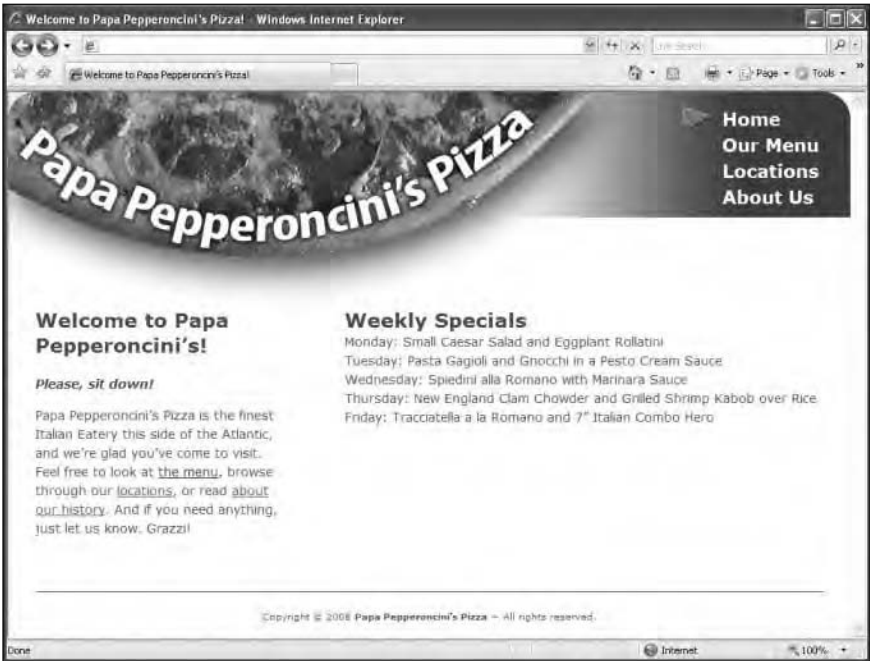 Welcome to Papa Pepperoncini's Pizza! - Windows Internet Explorer
Live Search
Welcome to Papa Pepperoncini's Pizza!
Page
Tools
Papa Pepperoncini's Pizza
Home
Our Menu
Locations
About Us
Welcome to Papa
Pepperoncini's!
Please, sit down!
Papa Pepperoncini's Pizza is the finest
Italian Eatery this side of the Atlantic,
and we're glad you've come to visit.
Feel free to look at the menu, browse
through our locations, or read about
our history. And if you need anything,
just let us know. Grazzi!
Weekly Specials
Monday: Small Caesar Salad and Eggplant Rollatini
Tuesday: Pasta Gagioli and Gnocchi in a Pesto Cream Sauce
Wednesday: Spiedini alla Romano with Marinara Sauce
Thursday: New England Clam Chowder and Grilled Shrimp Kabob over Rice
Friday: Tracciatella a la Romano and 7" Italian Combo Hero
Copyright © 2008 Papa Pepperoncini's Pizza — All rights reserved.
Done
Internet
100%